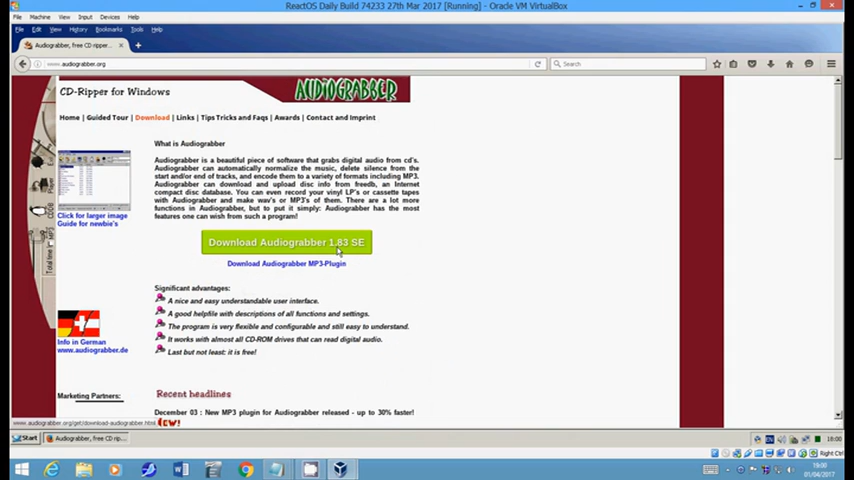 ReactOS Daily Build 74233 27th Mar 2017 [Running] - Oracle VM VirtualBox
File Machine View Input Devices Help
File Edit View History Bookmarks Tools Help
Audiograbber, free CD ripper...
www.audiograbber.org
Search
CD-Ripper for Windows
AUDIOGRABBER
Home | Guided Tour | Download | Links | Tips Tricks and Faqs | Awards | Contact and Imprint
What is Audiograbber
Audiograbber is a beautiful piece of software that grabs digital audio from cd's.
Audiograbber can automatically normalize the music, delete silence from the
start and/or end of tracks, and encode them to a variety of formats including MP3.
Audiograbber can download and upload disc info from freedb, an Internet
compact disc database. You can even record your vinyl LP's or cassette tapes
with Audiograbber and make wav's or MP3's of them. There are a lot more
functions in Audiograbber, but to put it simply: Audiograbber has the most
features one can wish from such a program!
Click for larger image
Guide for newbie's
Download Audiograbber 1.83 SE
Download Audiograbber MP3-Plugin
Significant advantages:
A nice and easy understandable user interface.
A good helpfile with descriptions of all functions and settings.
The program is very flexible and configurable and still easy to understand.
It works with almost all CD-ROM drives that can read digital audio.
Last but not least: it is free!
Info in German
www.audiograbber.de
Marketing Partners:
Recent headlines
December 03 : New MP3 plugin for Audiograbber released - up to 30% faster!
www.audiograbber.org/get/download-audiograbber.html
Start
Audiograbber, free CD rip...
18:00
Right Ctrl
19:00
01/04/2017